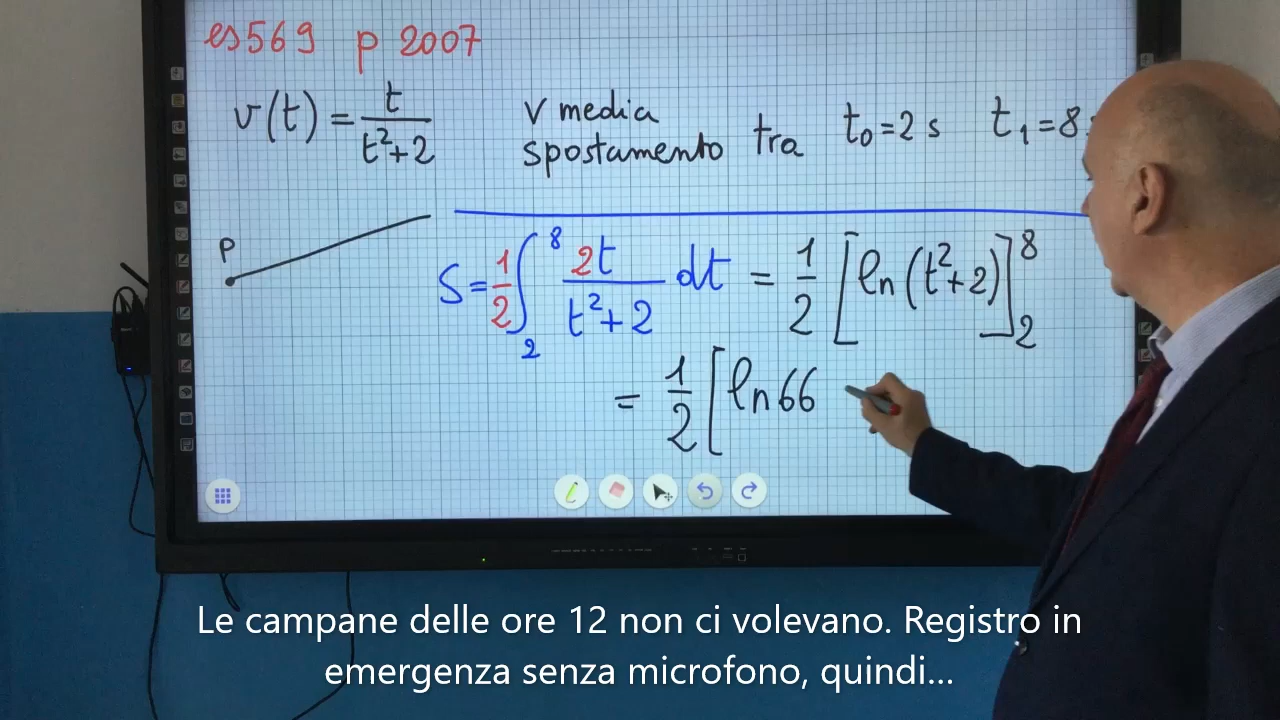 es 569 p 2007
v(t) = t/(t²+2) v media
spostamento tra t₀=2 s t₁=8 s
P
S = 1/2 ∫₂⁸ 2t/(t²+2) dt = 1/2 [ln(t²+2)]₂⁸
= 1/2 [ln 66
Le campane delle ore 12 non ci volevano. Registro in
emergenza senza microfono, quindi...